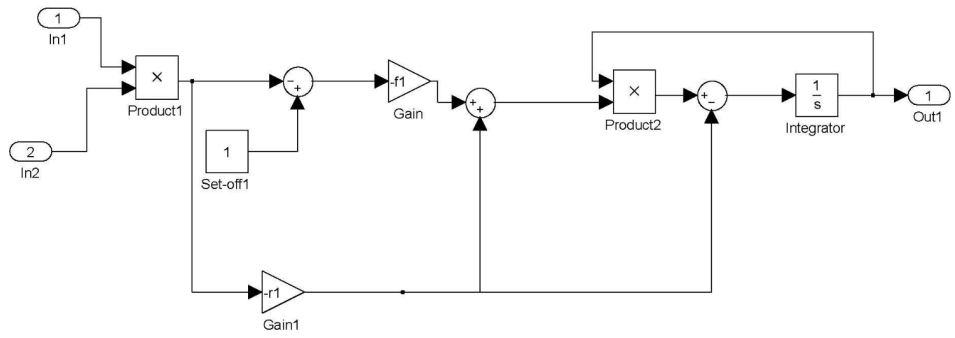 1
In1
2
In2
×
Product1
−
+
1
Set-off1
-f1
Gain
+
+
-r1
Gain1
×
Product2
+
−
1
s
Integrator
1
Out1